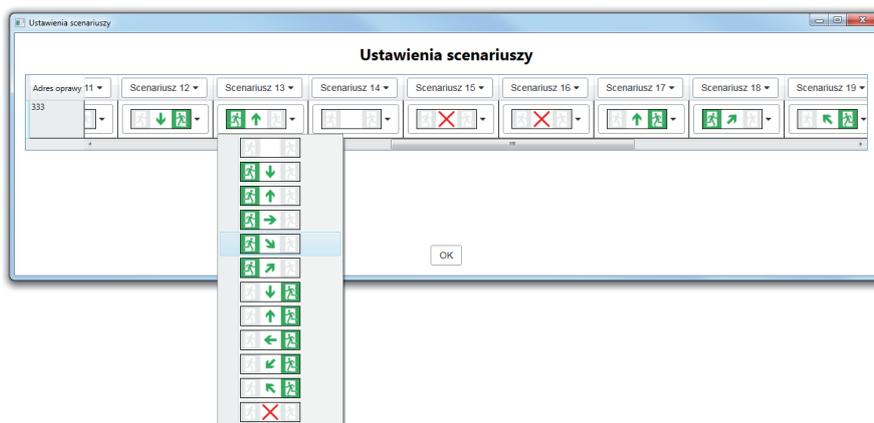 Ustawienia scenariuszy
Ustawienia scenariuszy
Adres oprawy 11 Scenariusz 12 Scenariusz 13 Scenariusz 14 Scenariusz 15 Scenariusz 16 Scenariusz 17 Scenariusz 18 Scenariusz 19
333
OK